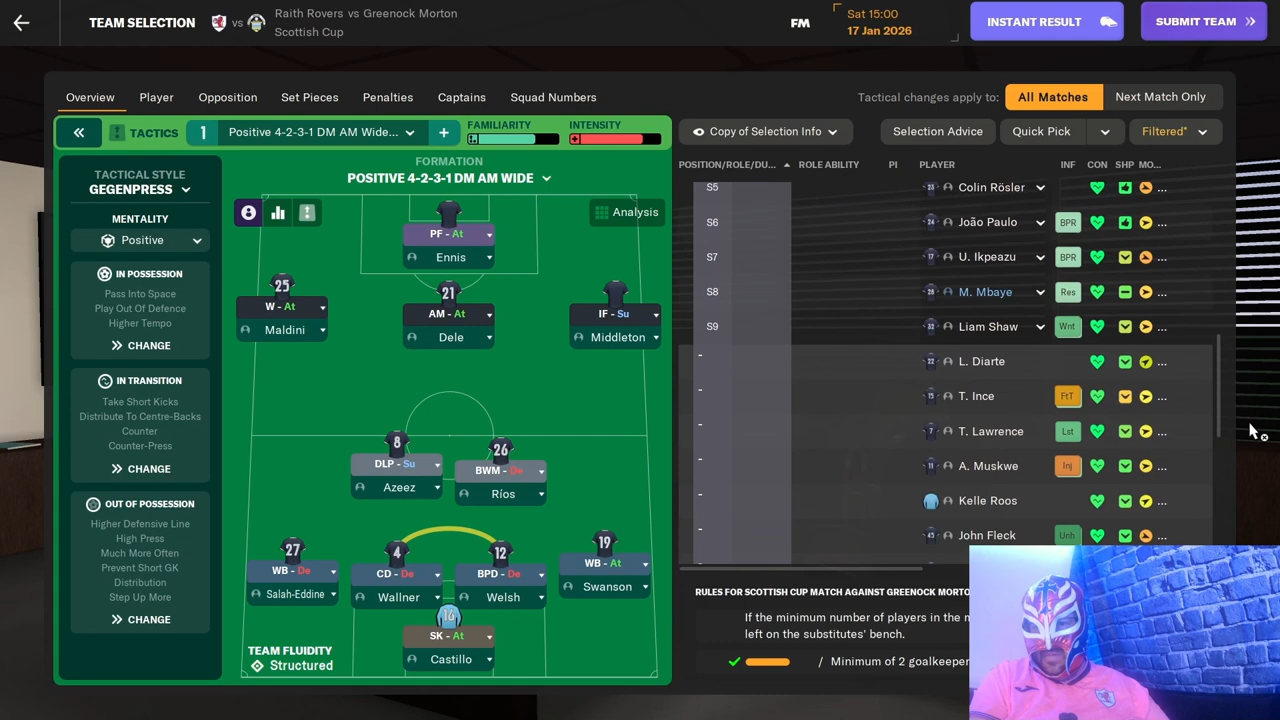 TEAM SELECTION
vs
Raith Rovers vs Greenock Morton
Scottish Cup
FM
Sat 15:00
17 Jan 2026
INSTANT RESULT
SUBMIT TEAM
Overview
Player
Opposition
Set Pieces
Penalties
Captains
Squad Numbers
Tactical changes apply to:
All Matches
Next Match Only
TACTICS
1
Positive 4-2-3-1 DM AM Wide...
+
FAMILIARITY
INTENSITY
TACTICAL STYLE
GEGENPRESS
MENTALITY
Positive
IN POSSESSION
Pass Into Space
Play Out Of Defence
Higher Tempo
CHANGE
IN TRANSITION
Take Short Kicks
Distribute To Centre-Backs
Counter
Counter-Press
CHANGE
OUT OF POSSESSION
Higher Defensive Line
High Press
Much More Often
Prevent Short GK
Distribution
Step Up More
CHANGE
FORMATION
POSITIVE 4-2-3-1 DM AM WIDE
Analysis
PF - At
Ennis
25
W - At
Maldini
21
AM - At
Dele
IF - Su
Middleton
8
DLP - Su
Azeez
26
BWM - De
Ríos
27
WB - De
Salah-Eddine
4
CD - De
Wallner
12
BPD - De
Welsh
19
WB - At
Swanson
16
SK - At
Castillo
TEAM FLUIDITY
Structured
Copy of Selection Info
Selection Advice
Quick Pick
Filtered*
POSITION/ROLE/DU...
ROLE ABILITY
PI
PLAYER
INF
CON
SHP
MO...
S5 Colin Rösler ...
S6 João Paulo BPR ...
S7 U. Ikpeazu BPR ...
S8 M. Mbaye Res ...
S9 Liam Shaw Wnt ...
- L. Diarte ...
- T. Ince FtT ...
- T. Lawrence Lst ...
- A. Muskwe Inj ...
- Kelle Roos ...
- John Fleck Unh ...
RULES FOR SCOTTISH CUP MATCH AGAINST GREENOCK MORTO
If the minimum number of players in the m
left on the substitutes' bench.
/ Minimum of 2 goalkeepe